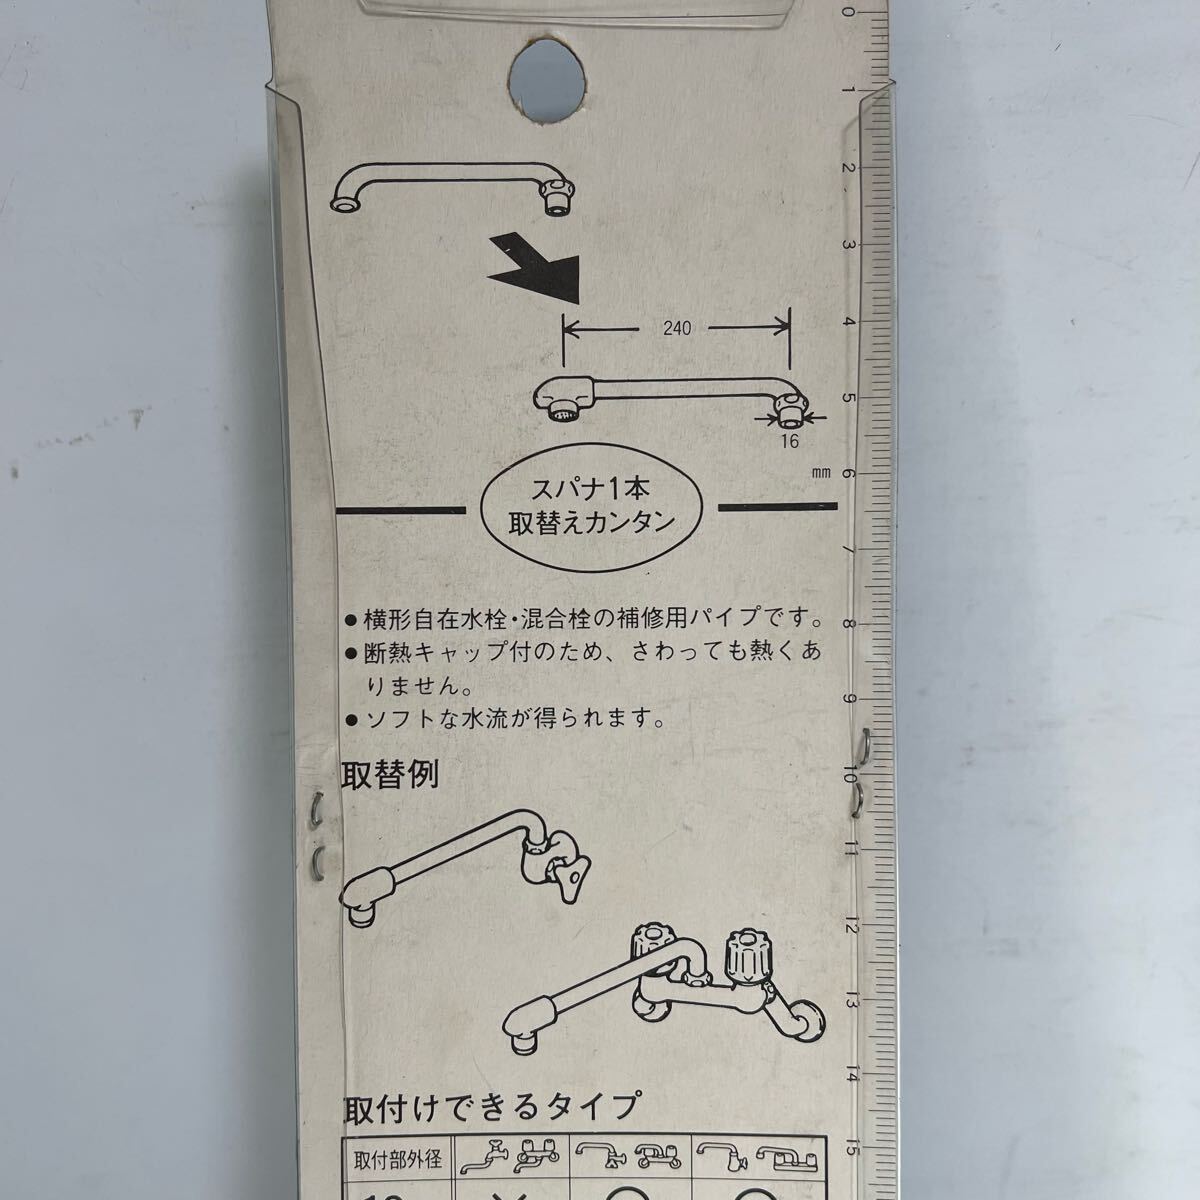 0
1
2
3
4
240
5
16
mm 6
スパナ1本
取替えカンタン
7
●横形自在水栓・混合栓の補修用パイプです。
8
●断熱キャップ付のため、さわっても熱くあ
りません。
9
●ソフトな水流が得られます。
取替例
10
11
12
13
14
取付けできるタイプ
15
取付部外径